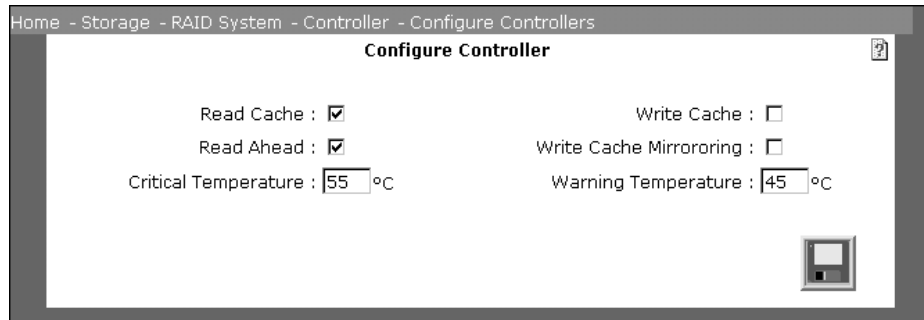 Home - Storage - RAID System - Controller - Configure Controllers
Configure Controller
?
Read Cache : Write Cache :
Read Ahead : Write Cache Mirroroing :
Critical Temperature : 55 °C Warning Temperature : 45 °C